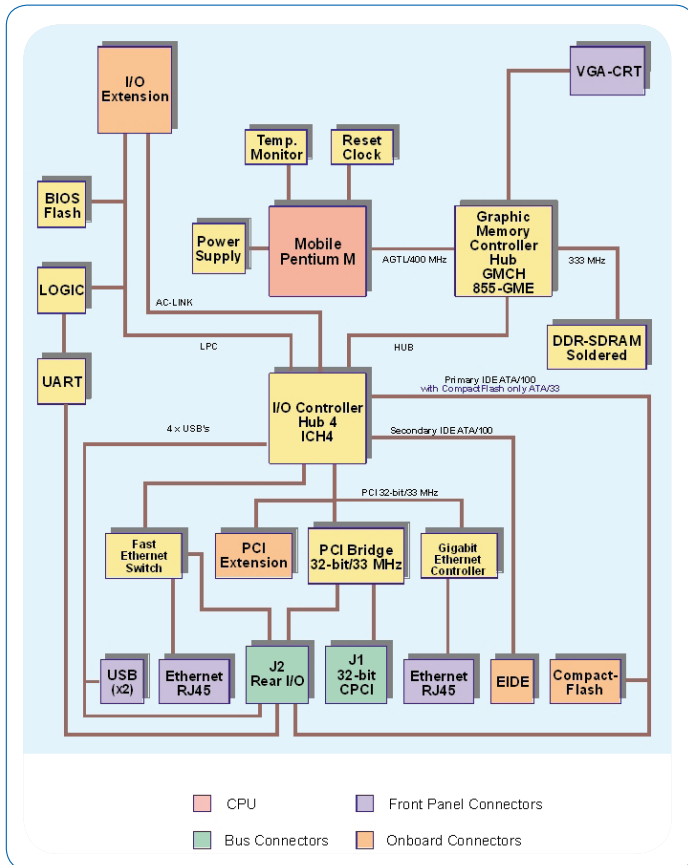 I/O
Extension
VGA-CRT
Temp.
Monitor
Reset
Clock
BIOS
Flash
Power
Supply
Mobile
Pentium M
AGTL/400 MHz
Graphic
Memory
Controller
Hub
GMCH
855-GME
333 MHz
LOGIC
AC-LINK
LPC
HUB
DDR-SDRAM
Soldered
UART
I/O Controller
Hub 4
ICH4
Primary IDE ATA/100
with CompactFlash only ATA/33
4 x USB's
Secondary IDE ATA/100
PCI 32-bit/33 MHz
Fast
Ethernet
Switch
PCI
Extension
PCI Bridge
32-bit/33 MHz
Gigabit
Ethernet
Controller
USB
(x2)
Ethernet
RJ45
J2
Rear I/O
J1
32-bit
CPCI
Ethernet
RJ45
EIDE
Compact-
Flash
CPU
Front Panel Connectors
Bus Connectors
Onboard Connectors